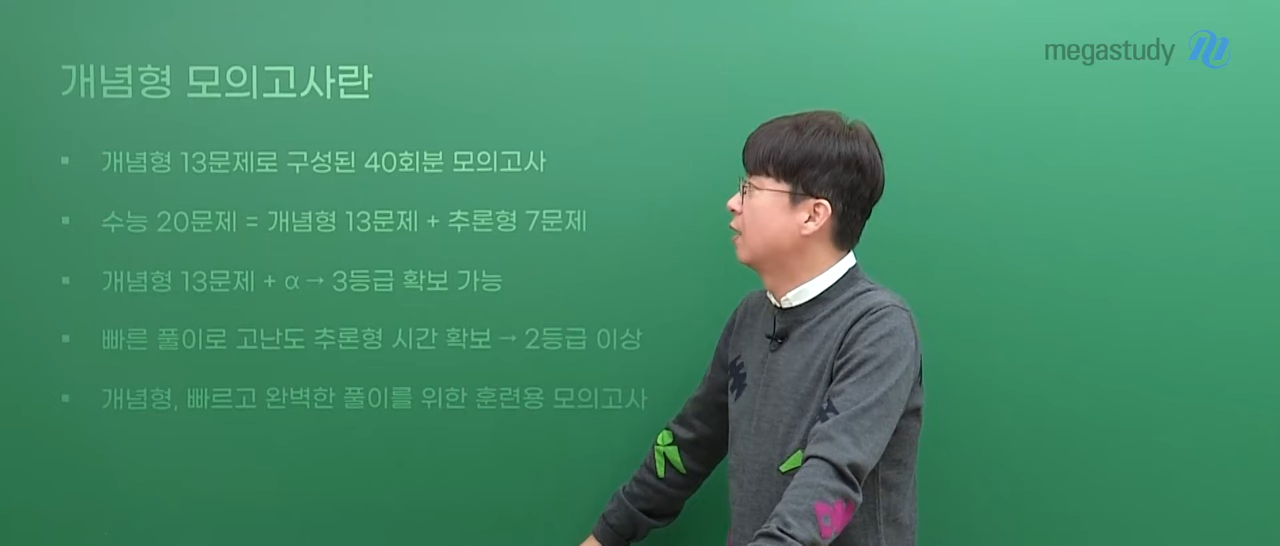 megastudy
개념형 모의고사란
▪ 개념형 13문제로 구성된 40회분 모의고사
▪ 수능 20문제 = 개념형 13문제 + 추론형 7문제
▪ 개념형 13문제 + α → 3등급 확보 가능
▪ 빠른 풀이로 고난도 추론형 시간 확보 → 2등급 이상
▪ 개념형, 빠르고 완벽한 풀이를 위한 훈련용 모의고사